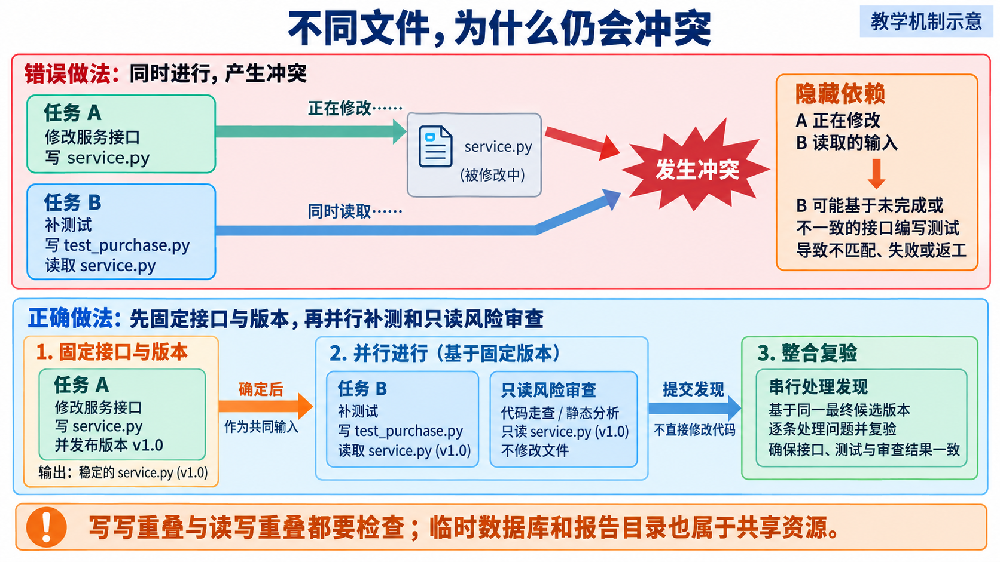 不同文件，为什么仍会冲突
教学机制示意
错误做法：同时进行，产生冲突
任务 A
修改服务接口
写 service.py
正在修改……
service.py
(被修改中)
任务 B
补测试
写 test_purchase.py
读取 service.py
同时读取……
发生冲突
隐藏依赖
A 正在修改
B 读取的输入
B 可能基于未完成或
不一致的接口编写测试
导致不匹配、失败或返工
正确做法：先固定接口与版本，再并行补测和只读风险审查
1. 固定接口与版本
任务 A
修改服务接口
写 service.py
并发布版本 v1.0
输出：稳定的 service.py (v1.0)
确定后
作为共同输入
2. 并行进行（基于固定版本）
任务 B
补测试
写 test_purchase.py
读取 service.py (v1.0)
只读风险审查
代码走查 / 静态分析
只读 service.py (v1.0)
不修改文件
提交发现
不直接修改代码
3. 整合复验
串行处理发现
基于同一最终候选版本
逐条处理问题并复验
确保接口、测试与审查结果一致
! 写写重叠与读写重叠都要检查；临时数据库和报告目录也属于共享资源。